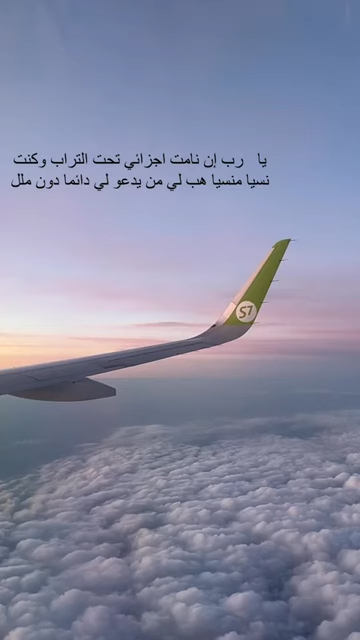 يا رب إن نامت اجزائي تحت التراب وكنت
نسيا منسيا هب لي من يدعو لي دائما دون ملل
S7